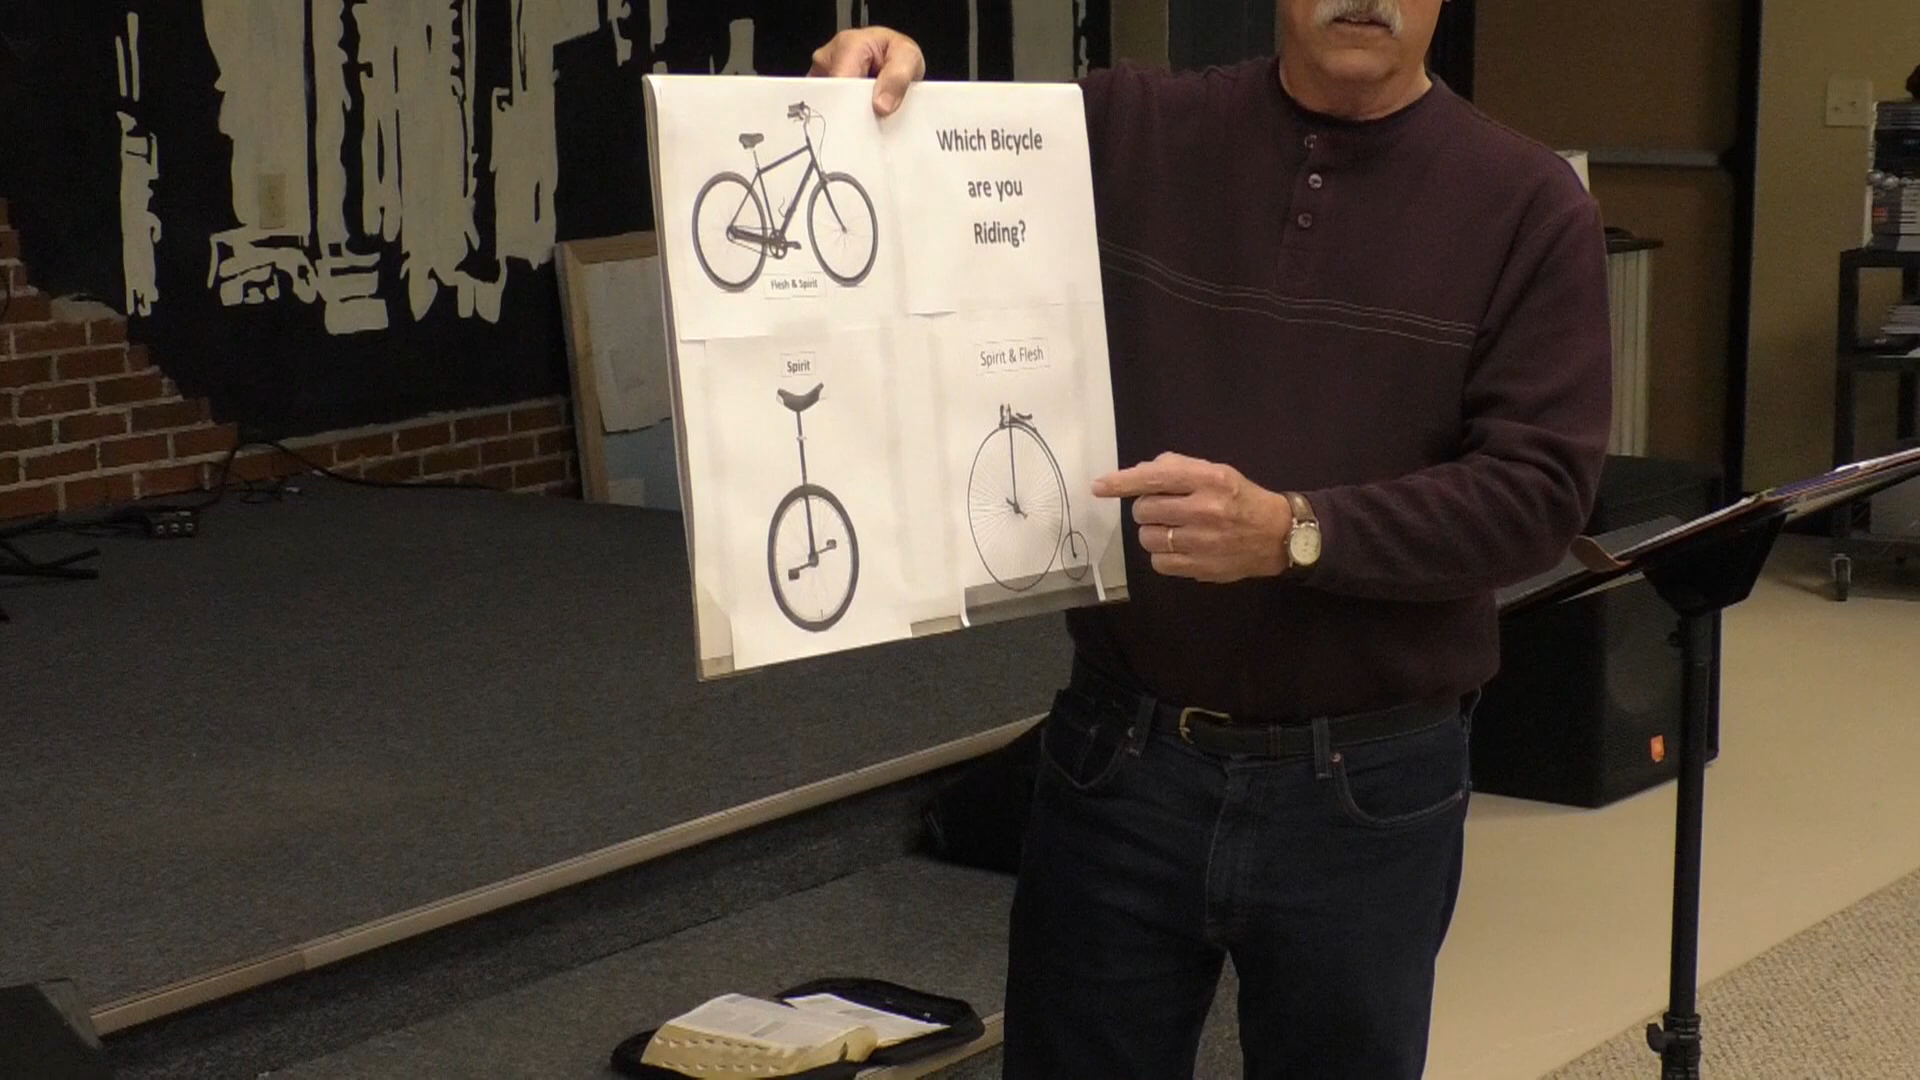 Which Bicycle
are you
Riding?
Flesh & Spirit
Spirit
Spirit & Flesh